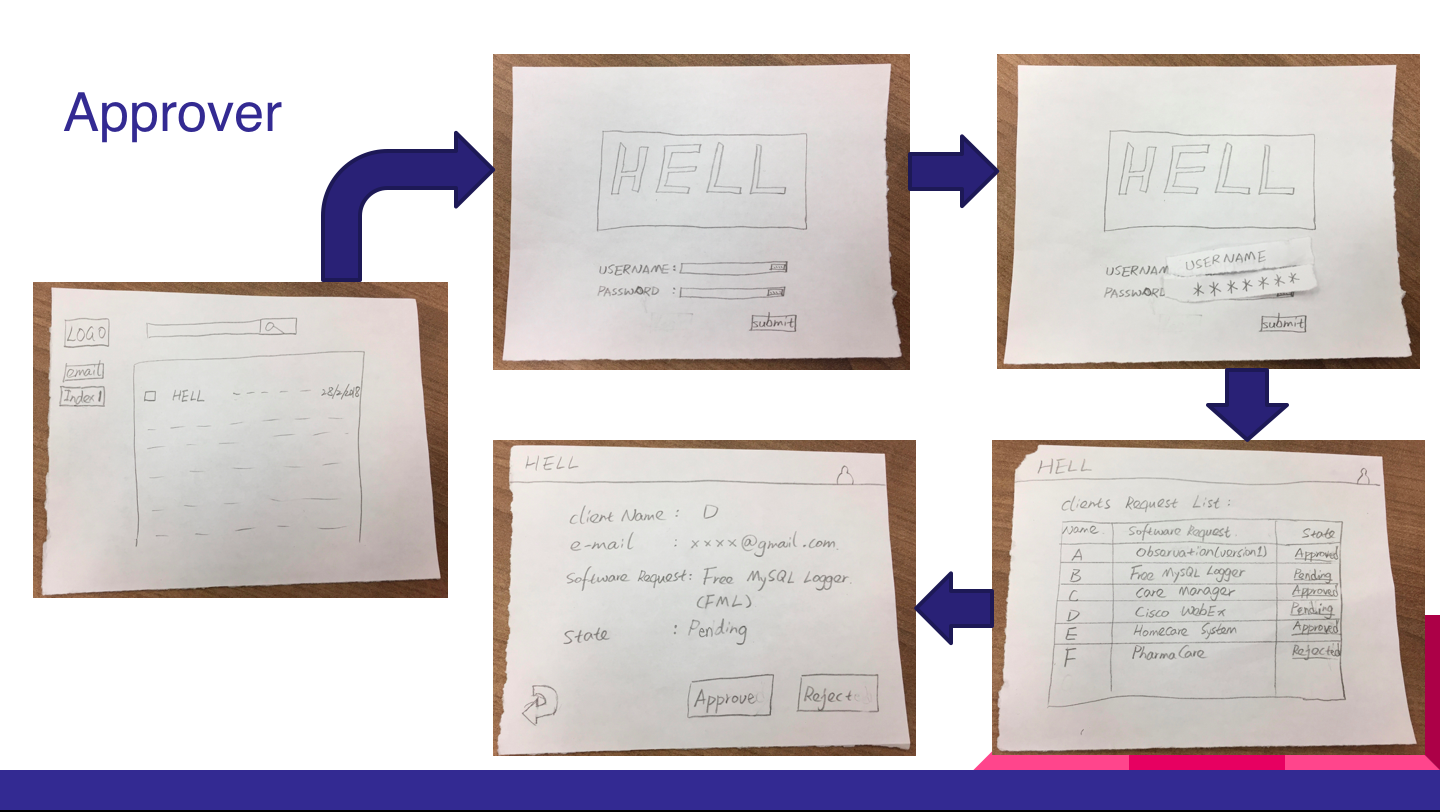 Approver
LOGO
email
Index 1
HELL 28/2/2018
HELL
USERNAME :
PASSWORD :
submit
HELL
USERNAM USERNAME
PASSWORD *******
submit
HELL
clients Request List :
Name Software Request. State
A Observation(version1) Approved
B Free MySQL Logger Pending
C Care Manager Approved
D Cisco WebEx Pending
E Homecare System Approved
F PharmaCare Rejected
HELL
client Name : D
e-mail : xxxx@gmail.com.
Software Request: Free MySQL Logger.
(FML)
State : Pending
Approve Reject